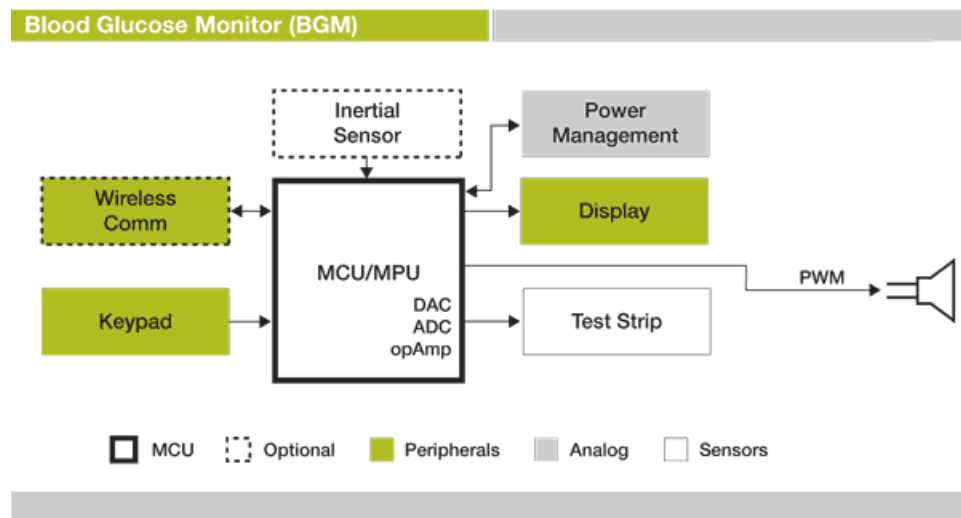 Blood Glucose Monitor (BGM)
Inertial
Sensor
Power
Management
Wireless
Comm
Display
MCU/MPU
PWM
Keypad
DAC
ADC
opAmp
Test Strip
MCU
Optional
Peripherals
Analog
Sensors